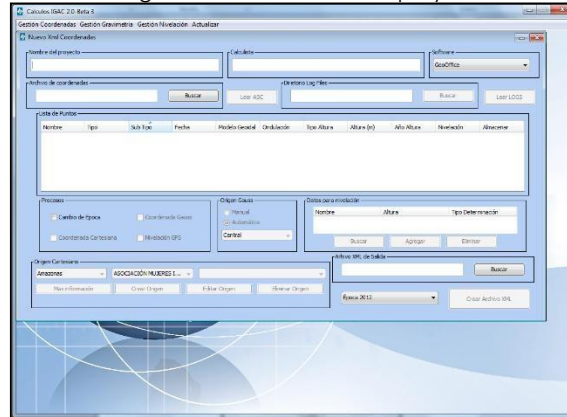 Calculos IGAC 2.0 Beta 3
Gestión Coordenadas Gestión Gravimetria Gestión Nivelación Actualizar
Nuevo Xml Coordenadas
Nombre del proyecto
Calculista
Software
GeoOffice
Archivo de coordenadas
Buscar
Leer ASC
Directorio Log Files
Buscar
Leer LOGS
Lista de Puntos
Nombre Tipo Sub Tipo Fecha Modelo Geoidal Ondulación Tipo Altura Altura (m) Año Altura Nivelación Almacenar
Procesos
Cambio de Epoca
Coordenada Gauss
Coordenada Cartesiana
Nivelación GPS
Origen Gauss
Manual
Automático
Central
Datos para nivelación
Nombre Altura Tipo Determinación
Buscar Agregar Eliminar
Origen Cartesiano
Amazonas
ASOCIACIÓN MUJERES I...
Mas información Crear Origen Editar Origen Eliminar Origen
Arhivo XML de Salida
Buscar
Época 2012
Crear Archivo XML